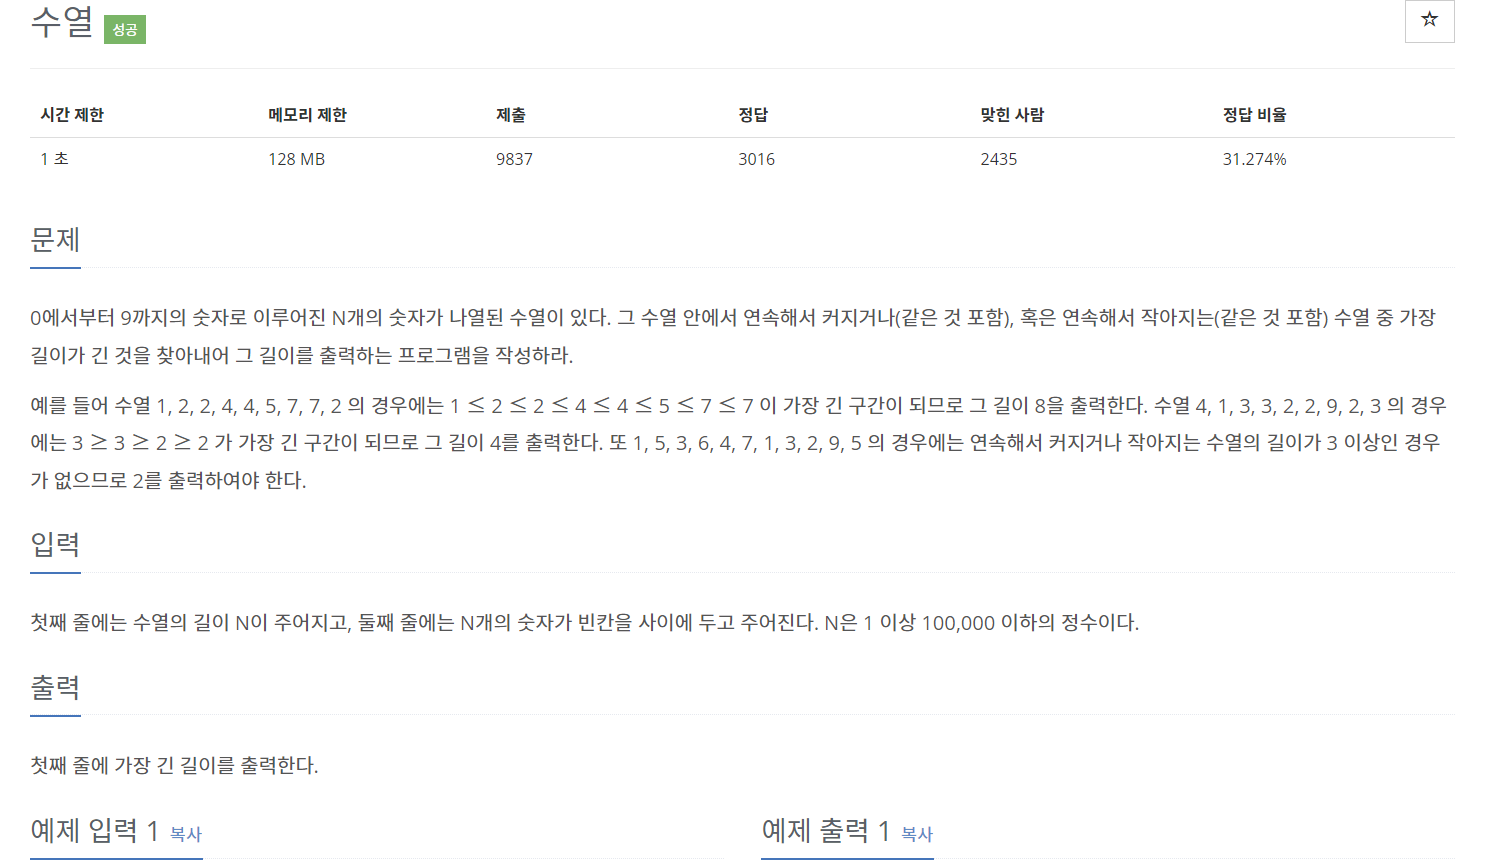 수열 성공
☆
시간 제한 메모리 제한 제출 정답 맞힌 사람 정답 비율
1 초 128 MB 9837 3016 2435 31.274%
문제
0에서부터 9까지의 숫자로 이루어진 N개의 숫자가 나열된 수열이 있다. 그 수열 안에서 연속해서 커지거나(같은 것 포함), 혹은 연속해서 작아지는(같은 것 포함) 수열 중 가장
길이가 긴 것을 찾아내어 그 길이를 출력하는 프로그램을 작성하라.
예를 들어 수열 1, 2, 2, 4, 4, 5, 7, 7, 2 의 경우에는 1 ≤ 2 ≤ 2 ≤ 4 ≤ 4 ≤ 5 ≤ 7 ≤ 7 이 가장 긴 구간이 되므로 그 길이 8을 출력한다. 수열 4, 1, 3, 3, 2, 2, 9, 2, 3 의 경우
에는 3 ≥ 3 ≥ 2 ≥ 2 가 가장 긴 구간이 되므로 그 길이 4를 출력한다. 또 1, 5, 3, 6, 4, 7, 1, 3, 2, 9, 5 의 경우에는 연속해서 커지거나 작아지는 수열의 길이가 3 이상인 경우
가 없으므로 2를 출력하여야 한다.
입력
첫째 줄에는 수열의 길이 N이 주어지고, 둘째 줄에는 N개의 숫자가 빈칸을 사이에 두고 주어진다. N은 1 이상 100,000 이하의 정수이다.
출력
첫째 줄에 가장 긴 길이를 출력한다.
예제 입력 1 복사
예제 출력 1 복사